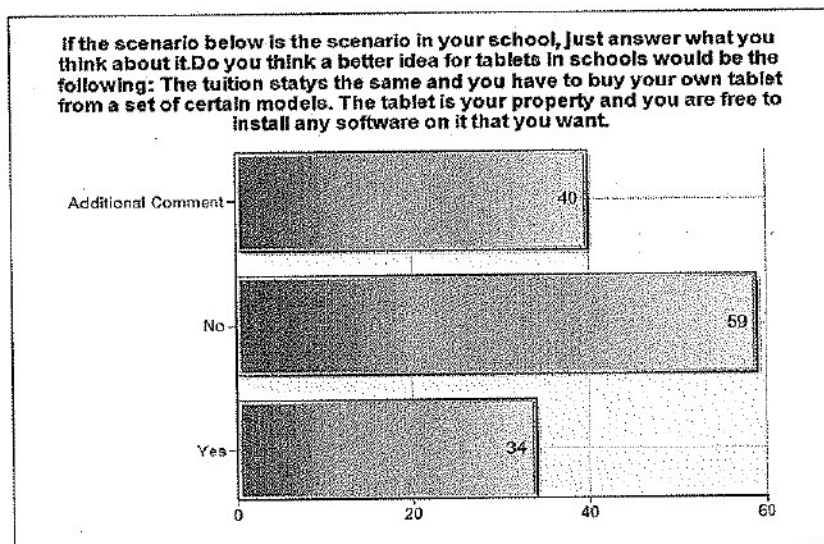 If the scenario below is the scenario in your school, just answer what you
think about it.Do you think a better idea for tablets in schools would be the
following: The tuition statys the same and you have to buy your own tablet
from a set of certain models. The tablet is your property and you are free to
install any software on it that you want.
Additional Comment
40
No
59
Yes
34
0 20 40 60